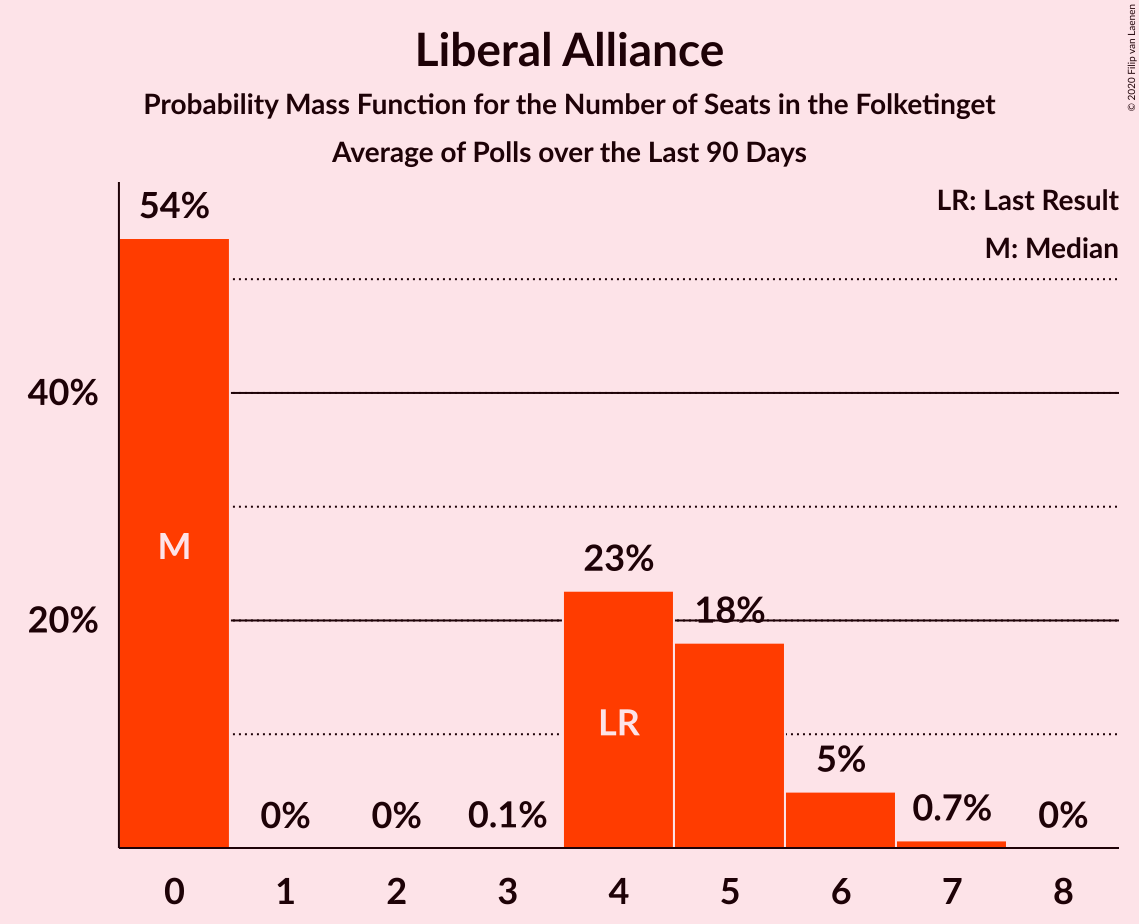 Liberal Alliance
Probability Mass Function for the Number of Seats in the Folketinget
Average of Polls over the Last 90 Days
© 2020 Filip van Laenen
LR: Last Result
M: Median
54%
40%
M
23%
20%
18%
LR
5%
0%
0%
0.1%
0.7%
0%
0 1 2 3 4 5 6 7 8